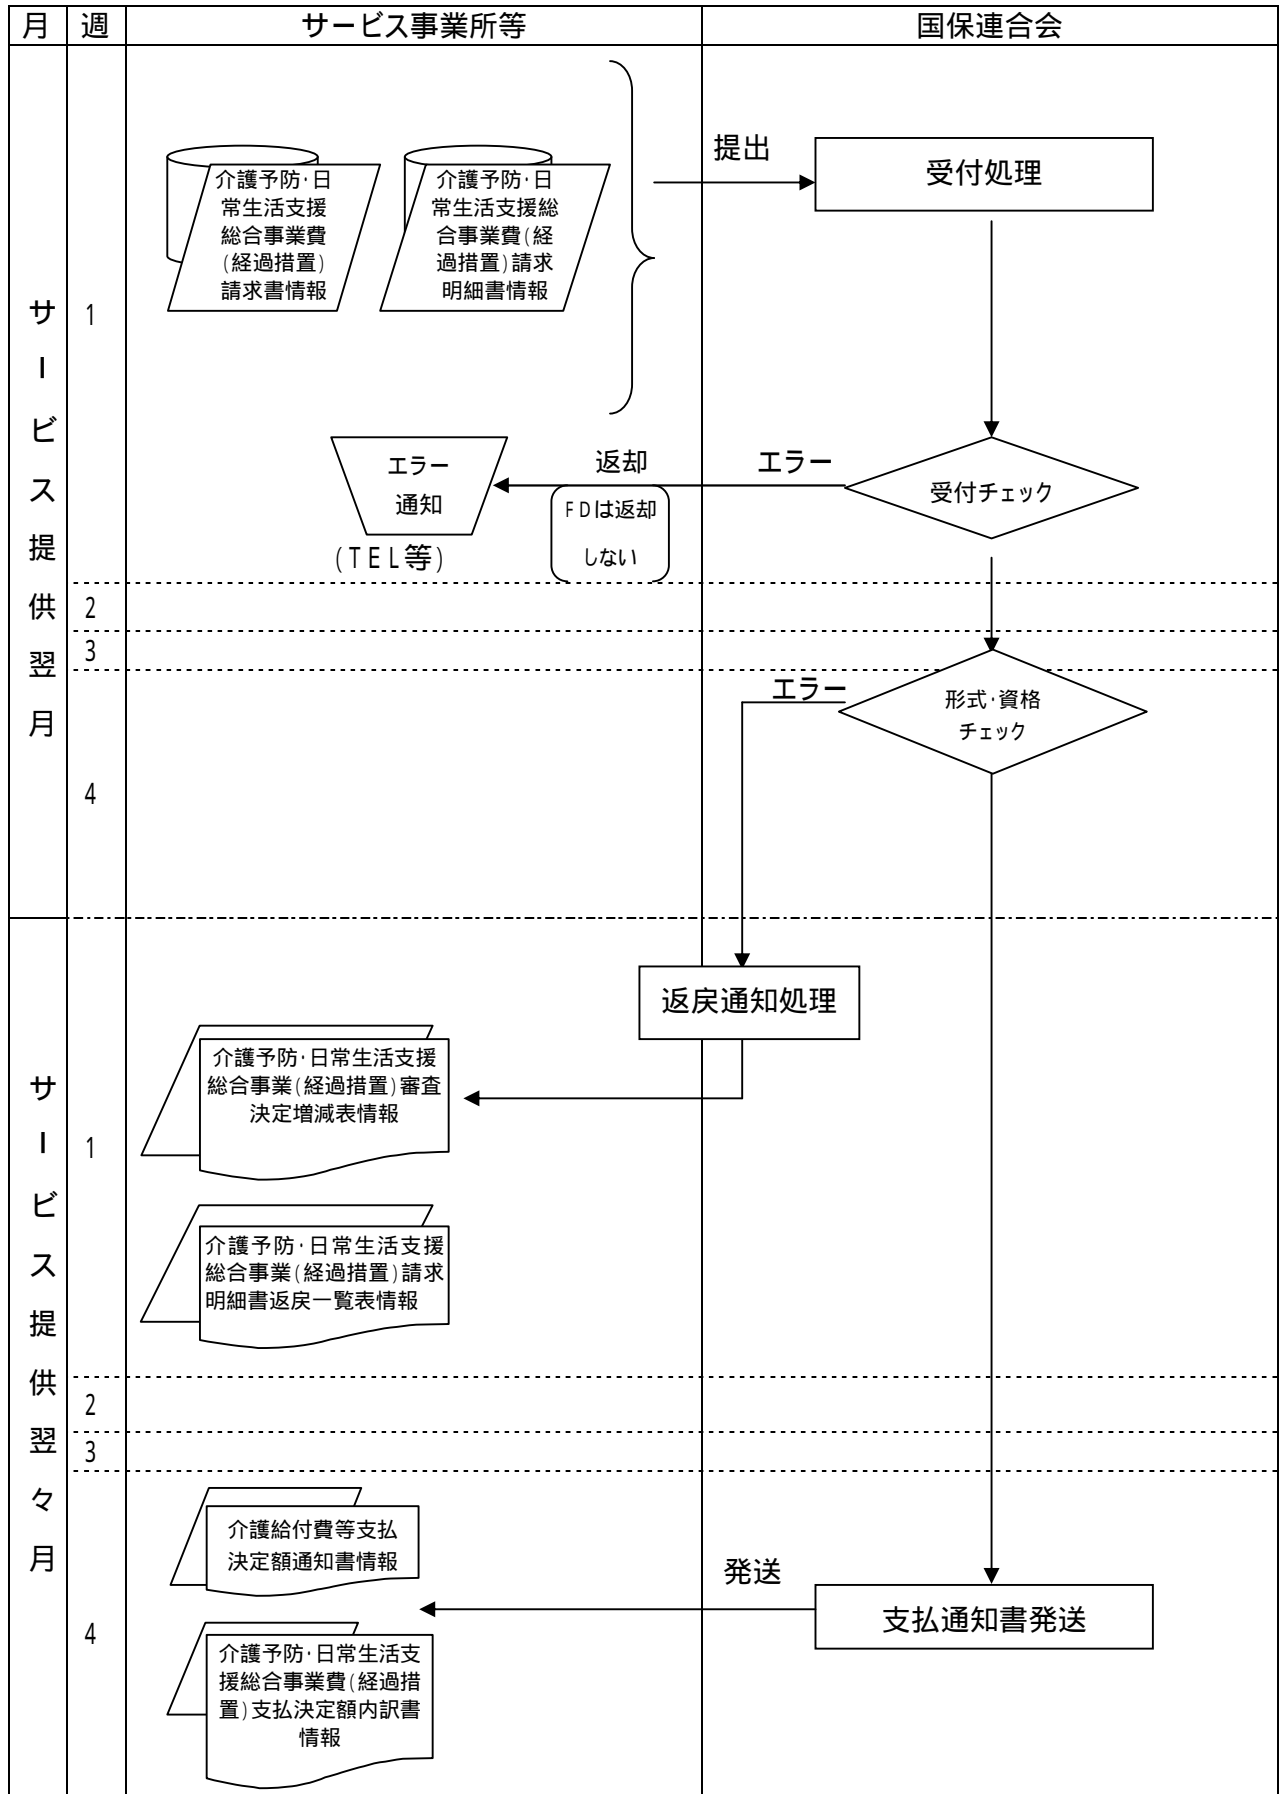 月 週 サービス事業所等 国保連合会
サービス提供翌月
1
介護予防・日
常生活支援
総合事業費
(経過措置)
請求書情報
介護予防・日
常生活支援総
合事業費(経
過措置)請求
明細書情報
提出
受付処理
エラー
通知
(TEL等)
返却
FDは返却
しない
エラー
受付チェック
2
3
4
エラー
形式・資格
チェック
サービス提供翌々月
1
返戻通知処理
介護予防・日常生活支援
総合事業(経過措置)審査
決定増減表情報
介護予防・日常生活支援
総合事業(経過措置)請求
明細書返戻一覧表情報
2
3
4
介護給付費等支払
決定額通知書情報
発送
支払通知書発送
介護予防・日常生活支
援総合事業費(経過措
置)支払決定額内訳書
情報